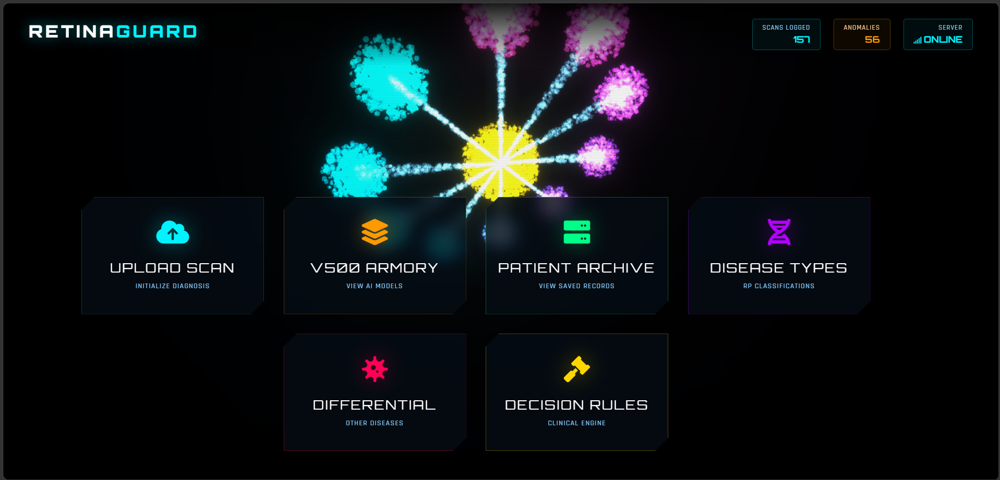 RETINAGUARD
SCANS LOGGED
157
ANOMALIES
56
SERVER
ONLINE
UPLOAD SCAN
INITIALIZE DIAGNOSIS
V500 ARMORY
VIEW AI MODELS
PATIENT ARCHIVE
VIEW SAVED RECORDS
DISEASE TYPES
RP CLASSIFICATIONS
DIFFERENTIAL
OTHER DISEASES
DECISION RULES
CLINICAL ENGINE